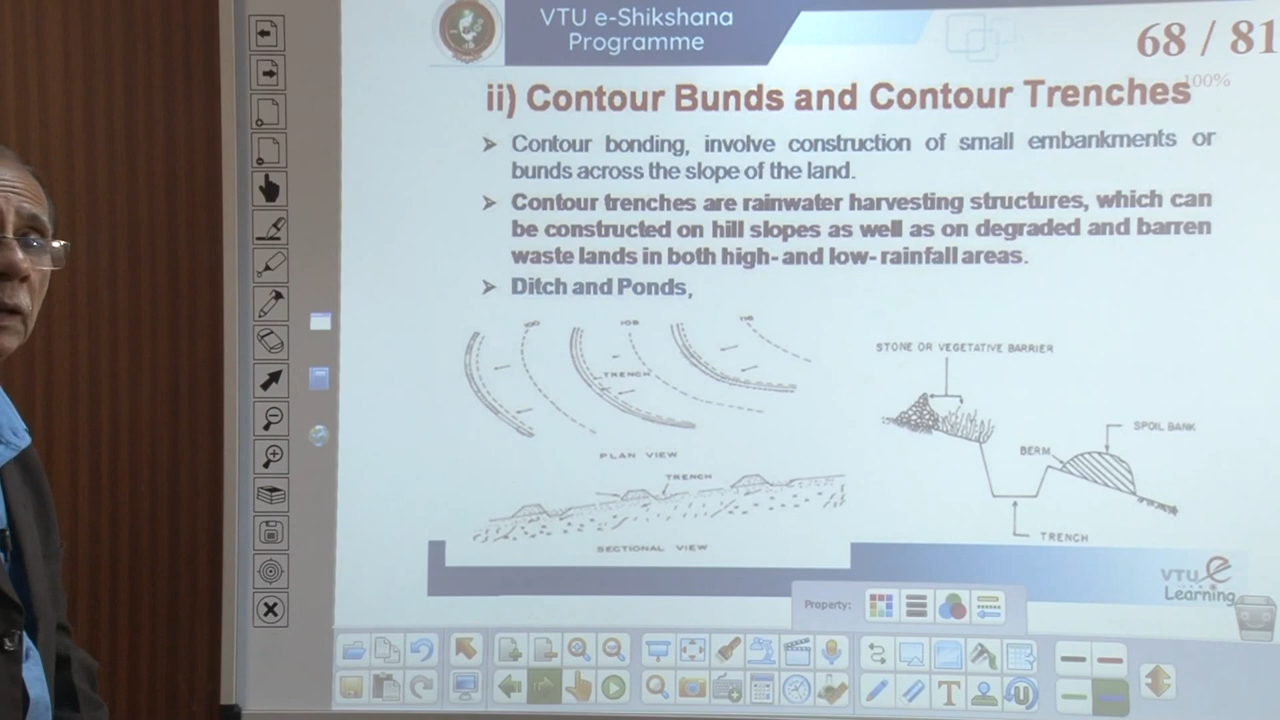 VTU e-Shikshana
Programme
68 / 81
100%
ii) Contour Bunds and Contour Trenches
➤ Contour bonding, involve construction of small embankments or
bunds across the slope of the land.
➤ Contour trenches are rainwater harvesting structures, which can
be constructed on hill slopes as well as on degraded and barren
waste lands in both high- and low- rainfall areas.
➤ Ditch and Ponds,
TRENCH
PLAN VIEW
TRENCH
SECTIONAL VIEW
STONE OR VEGETATIVE BARRIER
SPOIL BANK
BERM
TRENCH
VTU e
Learning
Property: